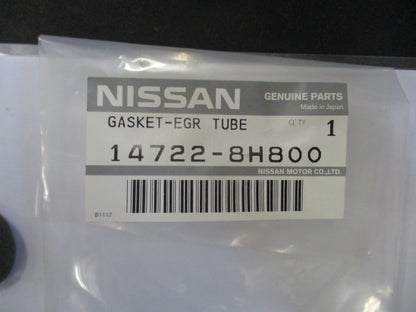 NISSAN GENUINE PARTS
Made in Japan
GASKET-EGR TUBE Q'TY 1
14722-8H800
NISSAN MOTOR CO.,LTD.
B1117